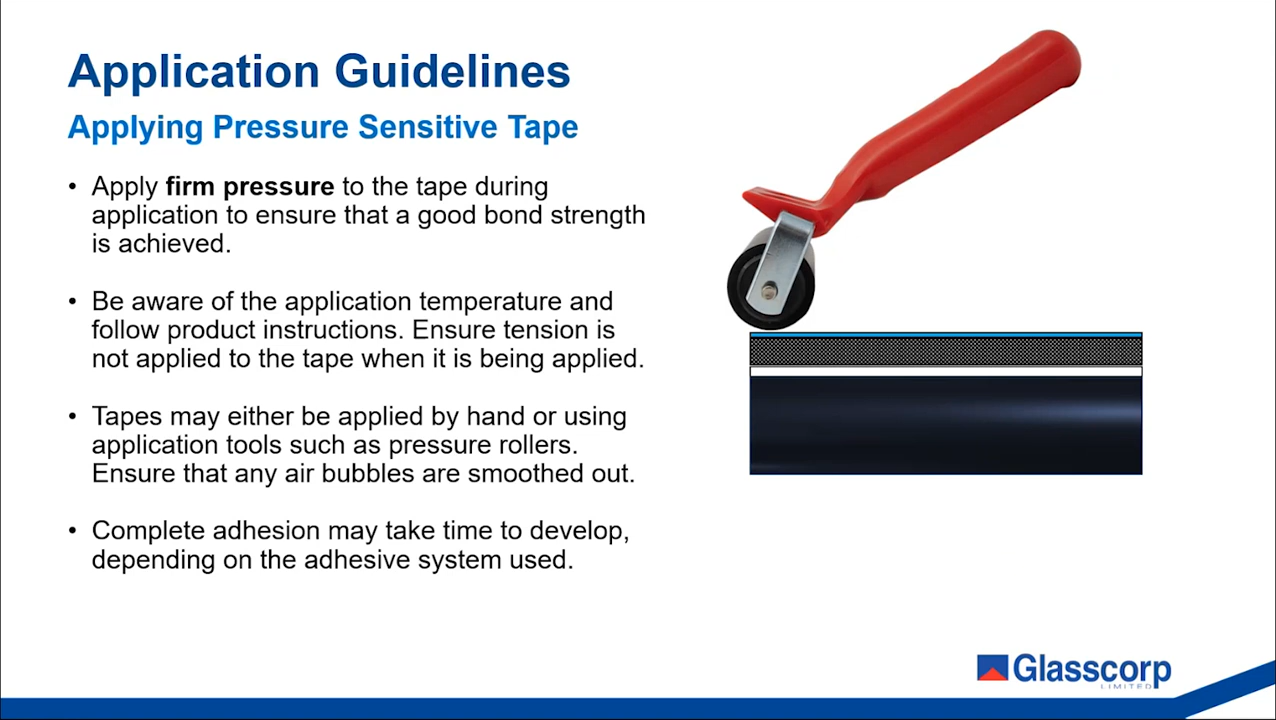 Application Guidelines
Applying Pressure Sensitive Tape
• Apply firm pressure to the tape during
application to ensure that a good bond strength
is achieved.
• Be aware of the application temperature and
follow product instructions. Ensure tension is
not applied to the tape when it is being applied.
• Tapes may either be applied by hand or using
application tools such as pressure rollers.
Ensure that any air bubbles are smoothed out.
• Complete adhesion may take time to develop,
depending on the adhesive system used.
Glasscorp
LIMITED